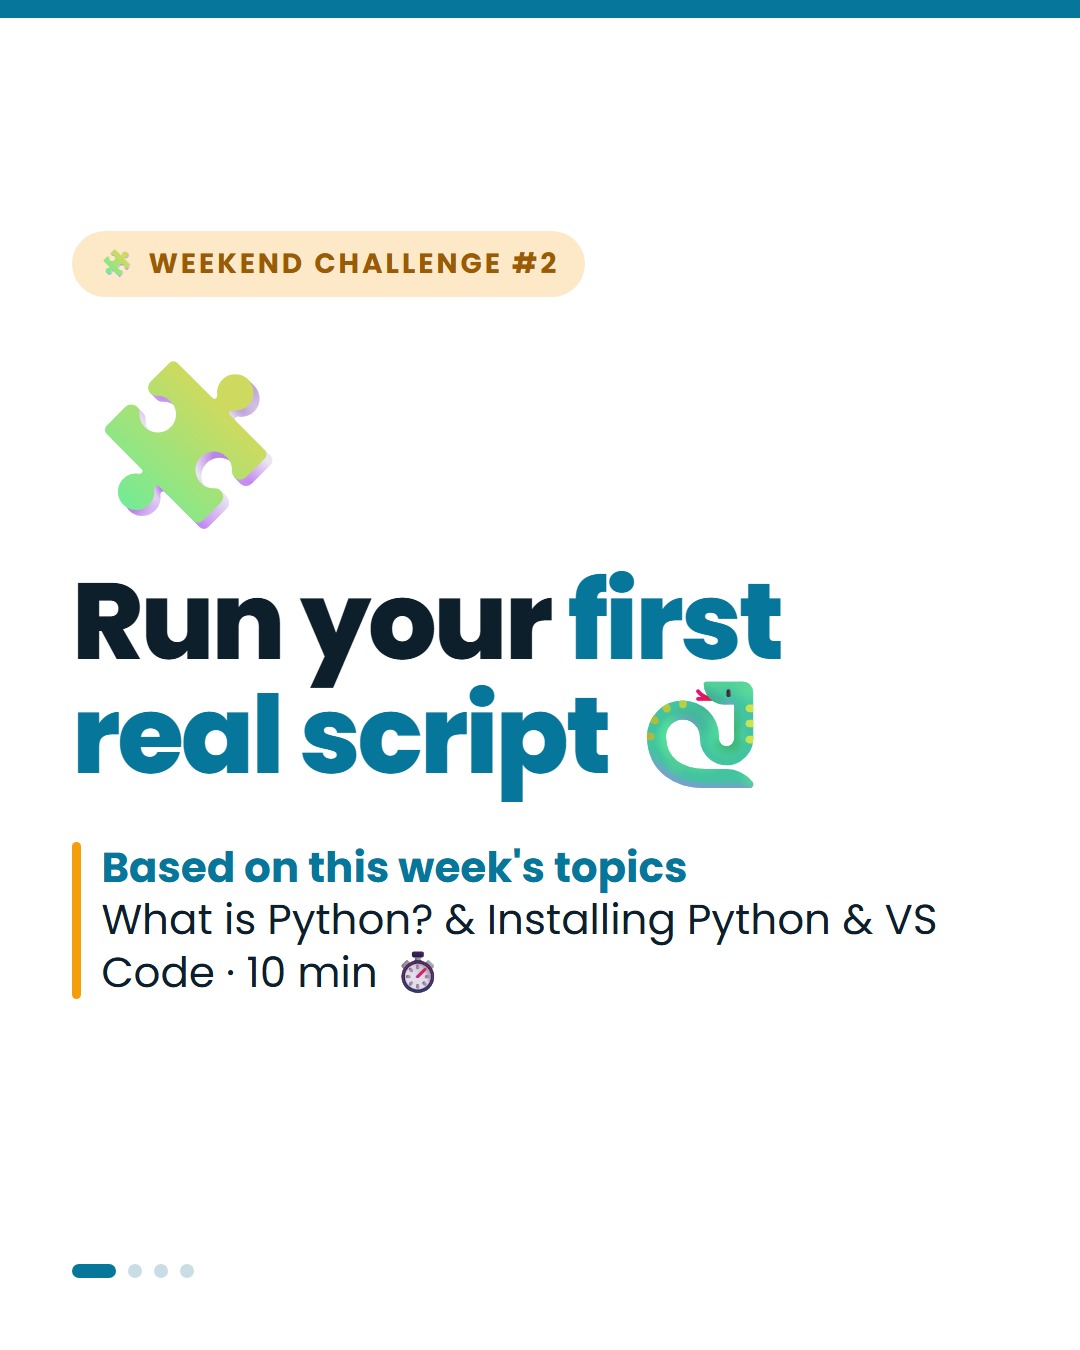 WEEKEND CHALLENGE #2
Run your first
real script
Based on this week's topics
What is Python? & Installing Python & VS
Code · 10 min